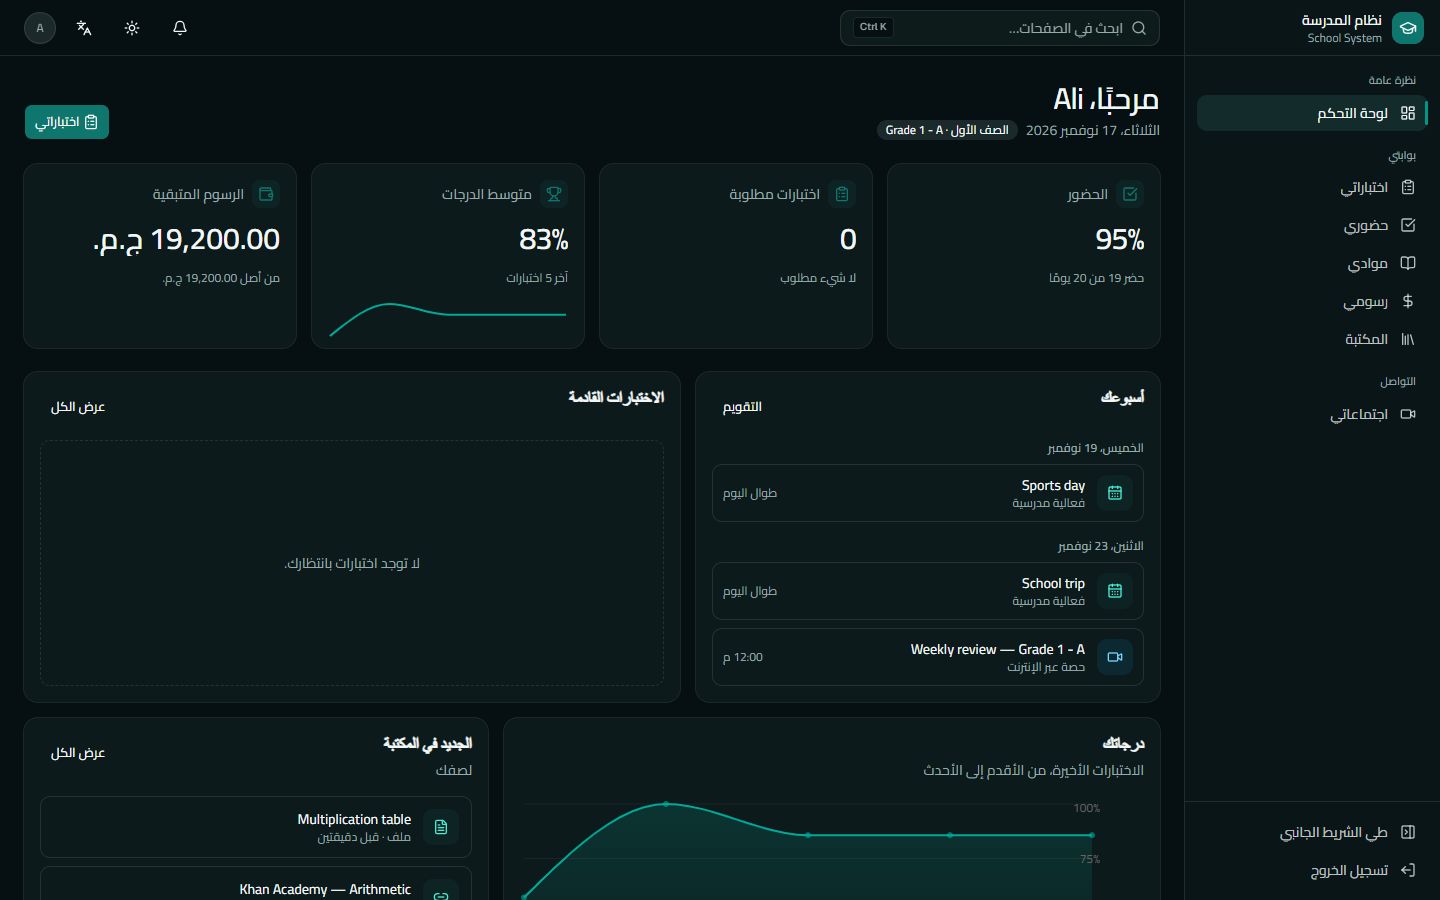 نظام المدرسة
School System
نظرة عامة
لوحة التحكم
بوابتي
اختباراتي
حضوري
موادي
رسومي
المكتبة
التواصل
اجتماعاتي
طي الشريط الجانبي
تسجيل الخروج
ابحث في الصفحات...
Ctrl K
A
مرحبًا، Ali
الثلاثاء، 17 نوفمبر 2026
الصف الأول · Grade 1 - A
اختباراتي
الحضور
95%
حضر 19 من 20 يومًا
اختبارات مطلوبة
0
لا شيء مطلوب
متوسط الدرجات
83%
آخر 5 اختبارات
الرسوم المتبقية
19,200.00 ج.م.
من أصل 19,200.00 ج.م.
أسبوعك
التقويم
الخميس، 19 نوفمبر
Sports day
فعالية مدرسية
طوال اليوم
الاثنين، 23 نوفمبر
School trip
فعالية مدرسية
طوال اليوم
Weekly review — Grade 1 - A
حصة عبر الإنترنت
12:00 م
الاختبارات القادمة
عرض الكل
لا توجد اختبارات بانتظارك.
درجاتك
الاختبارات الأخيرة، من الأقدم إلى الأحدث
100%
75%
الجديد في المكتبة
لصفك
عرض الكل
Multiplication table
ملف · قبل دقيقتين
Khan Academy — Arithmetic